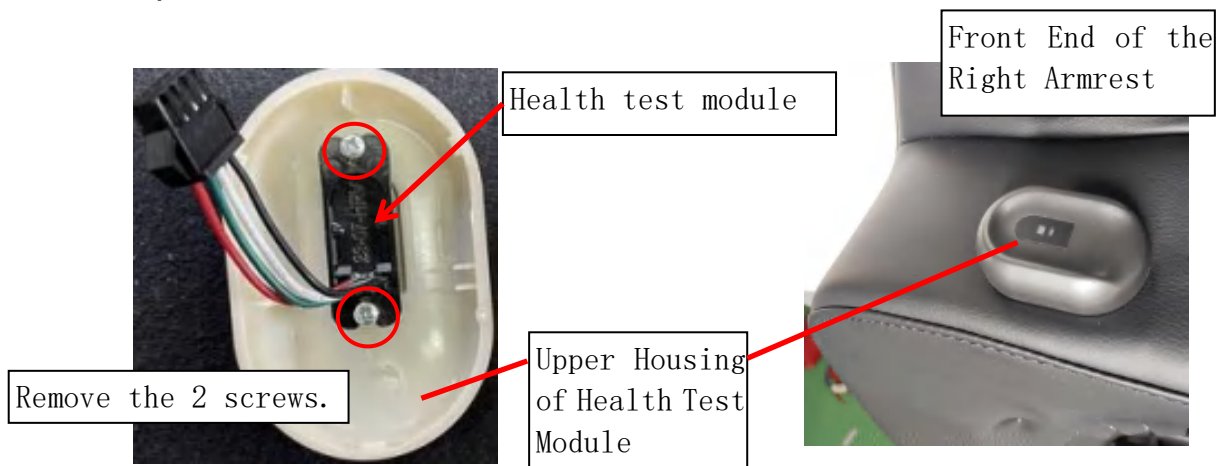 Front End of the
Right Armrest
Health test module
Upper Housing
of Health Test
Module
Remove the 2 screws.